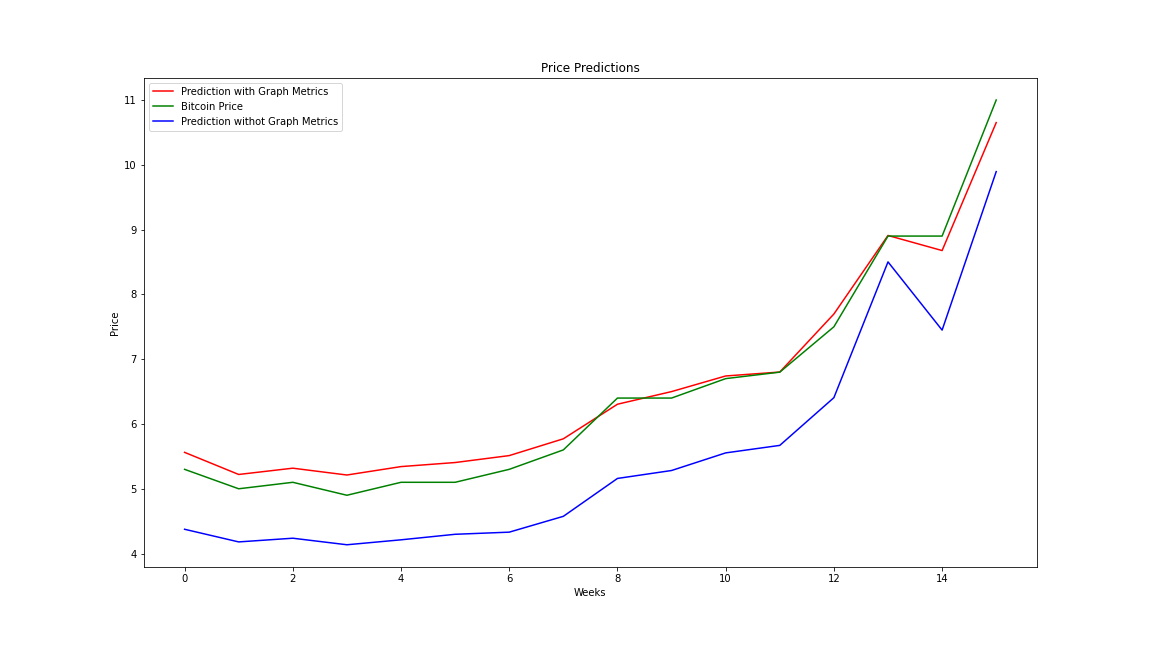 Price Predictions
Prediction with Graph Metrics
Bitcoin Price
Prediction withot Graph Metrics
11
10
9
8
7
6
5
4
Price
0 2 4 6 8 10 12 14
Weeks